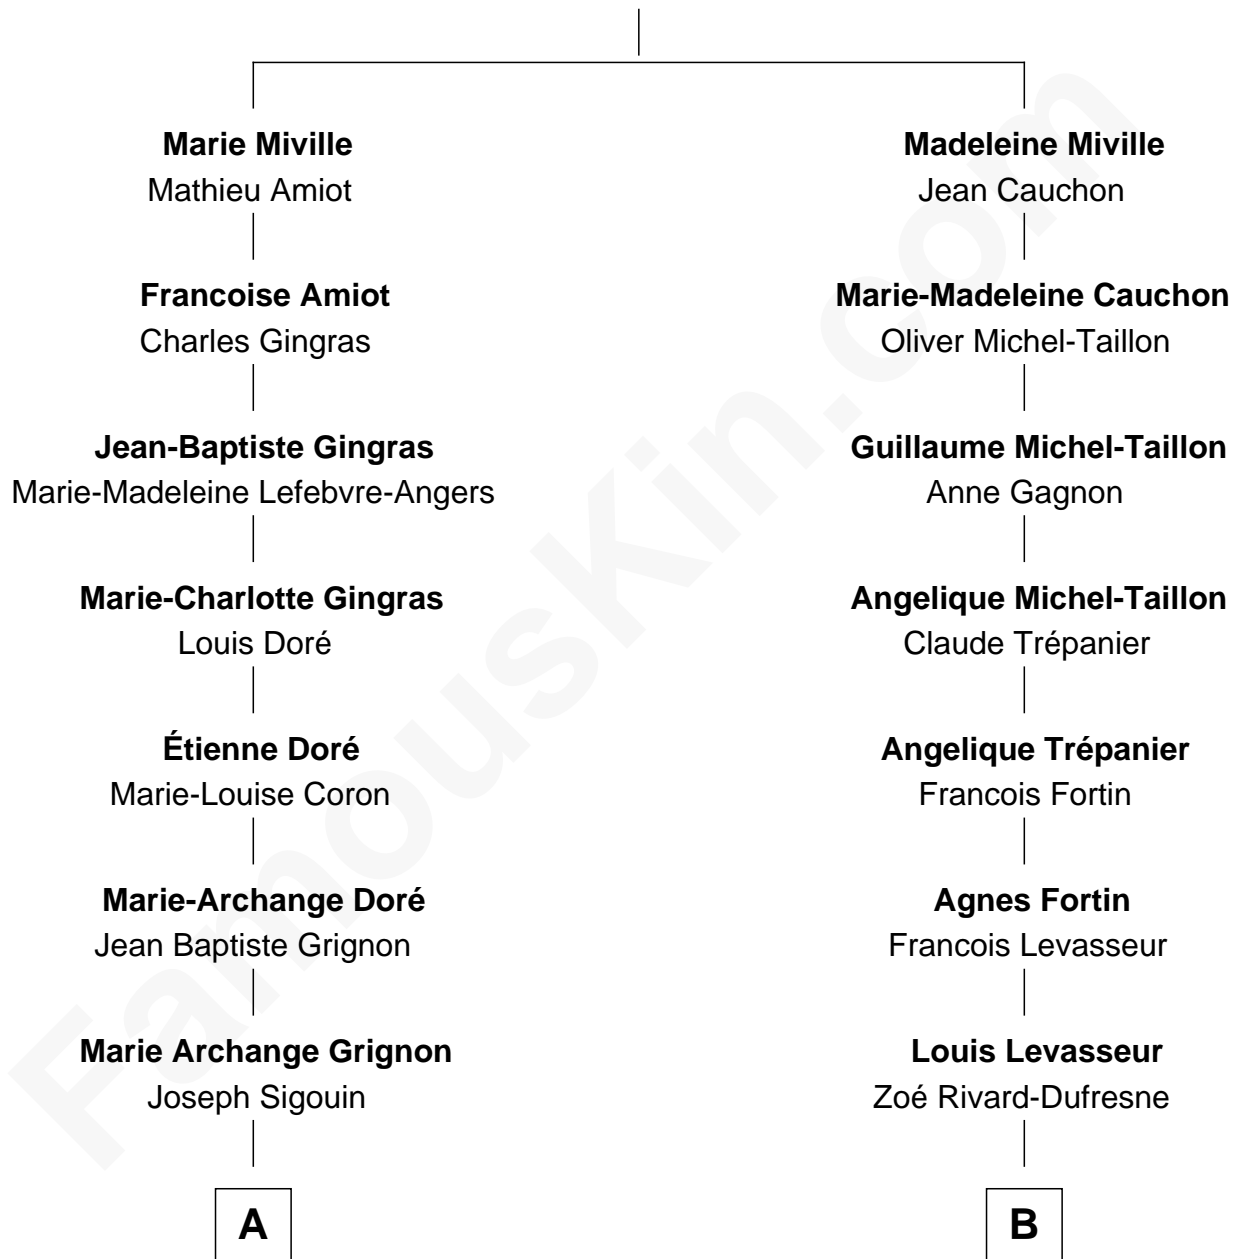 Marie Miville
Mathieu Amiot
Francoise Amiot
Charles Gingras
Jean-Baptiste Gingras
Marie-Madeleine Lefebvre-Angers
Marie-Charlotte Gingras
Louis Doré
Étienne Doré
Marie-Louise Coron
Marie-Archange Doré
Jean Baptiste Grignon
Marie Archange Grignon
Joseph Sigouin
A
Madeleine Miville
Jean Cauchon
Marie-Madeleine Cauchon
Oliver Michel-Taillon
Guillaume Michel-Taillon
Anne Gagnon
Angelique Michel-Taillon
Claude Trépanier
Angelique Trépanier
Francois Fortin
Agnes Fortin
Francois Levasseur
Louis Levasseur
Zoé Rivard-Dufresne
B
FamousKin.com